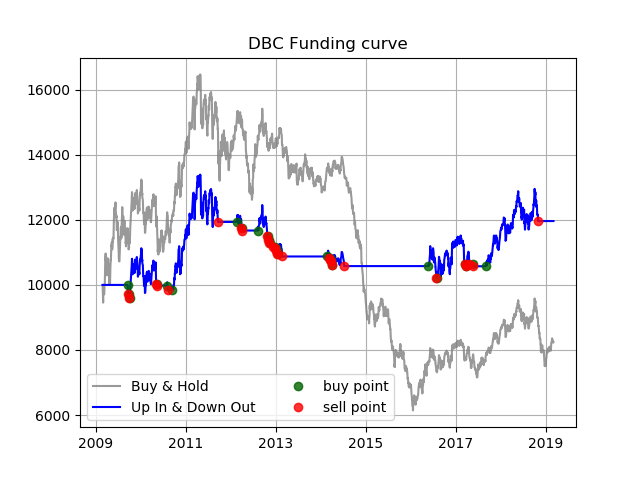 DBC Funding curve
16000
14000
12000
10000
8000
6000
Buy & Hold
Up In & Down Out
buy point
sell point
2009 2011 2013 2015 2017 2019